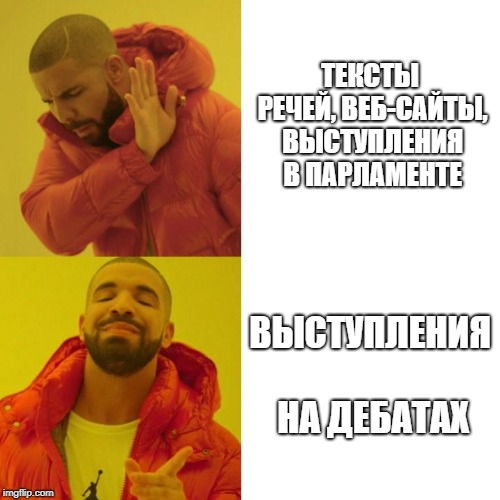 ТЕКСТЫ
РЕЧЕЙ, ВЕБ-САЙТЫ,
ВЫСТУПЛЕНИЯ
В ПАРЛАМЕНТЕ
ВЫСТУПЛЕНИЯ
НА ДЕБАТАХ
imgflip.com